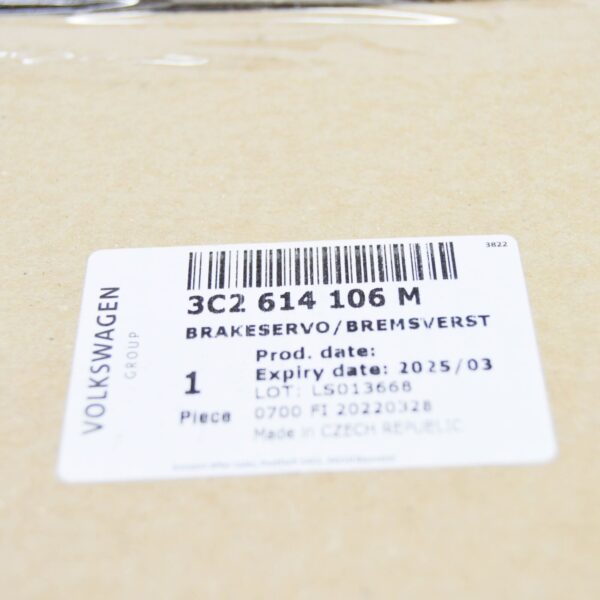 3822
VOLKSWAGEN
GROUP
3C2 614 106 M
BRAKESERVO/BREMSVERST
Prod. date:
Expiry date: 2025/03
1
Piece
LOT: LS013668
0700 FI 20220328
Made in CZECH REPUBLIC